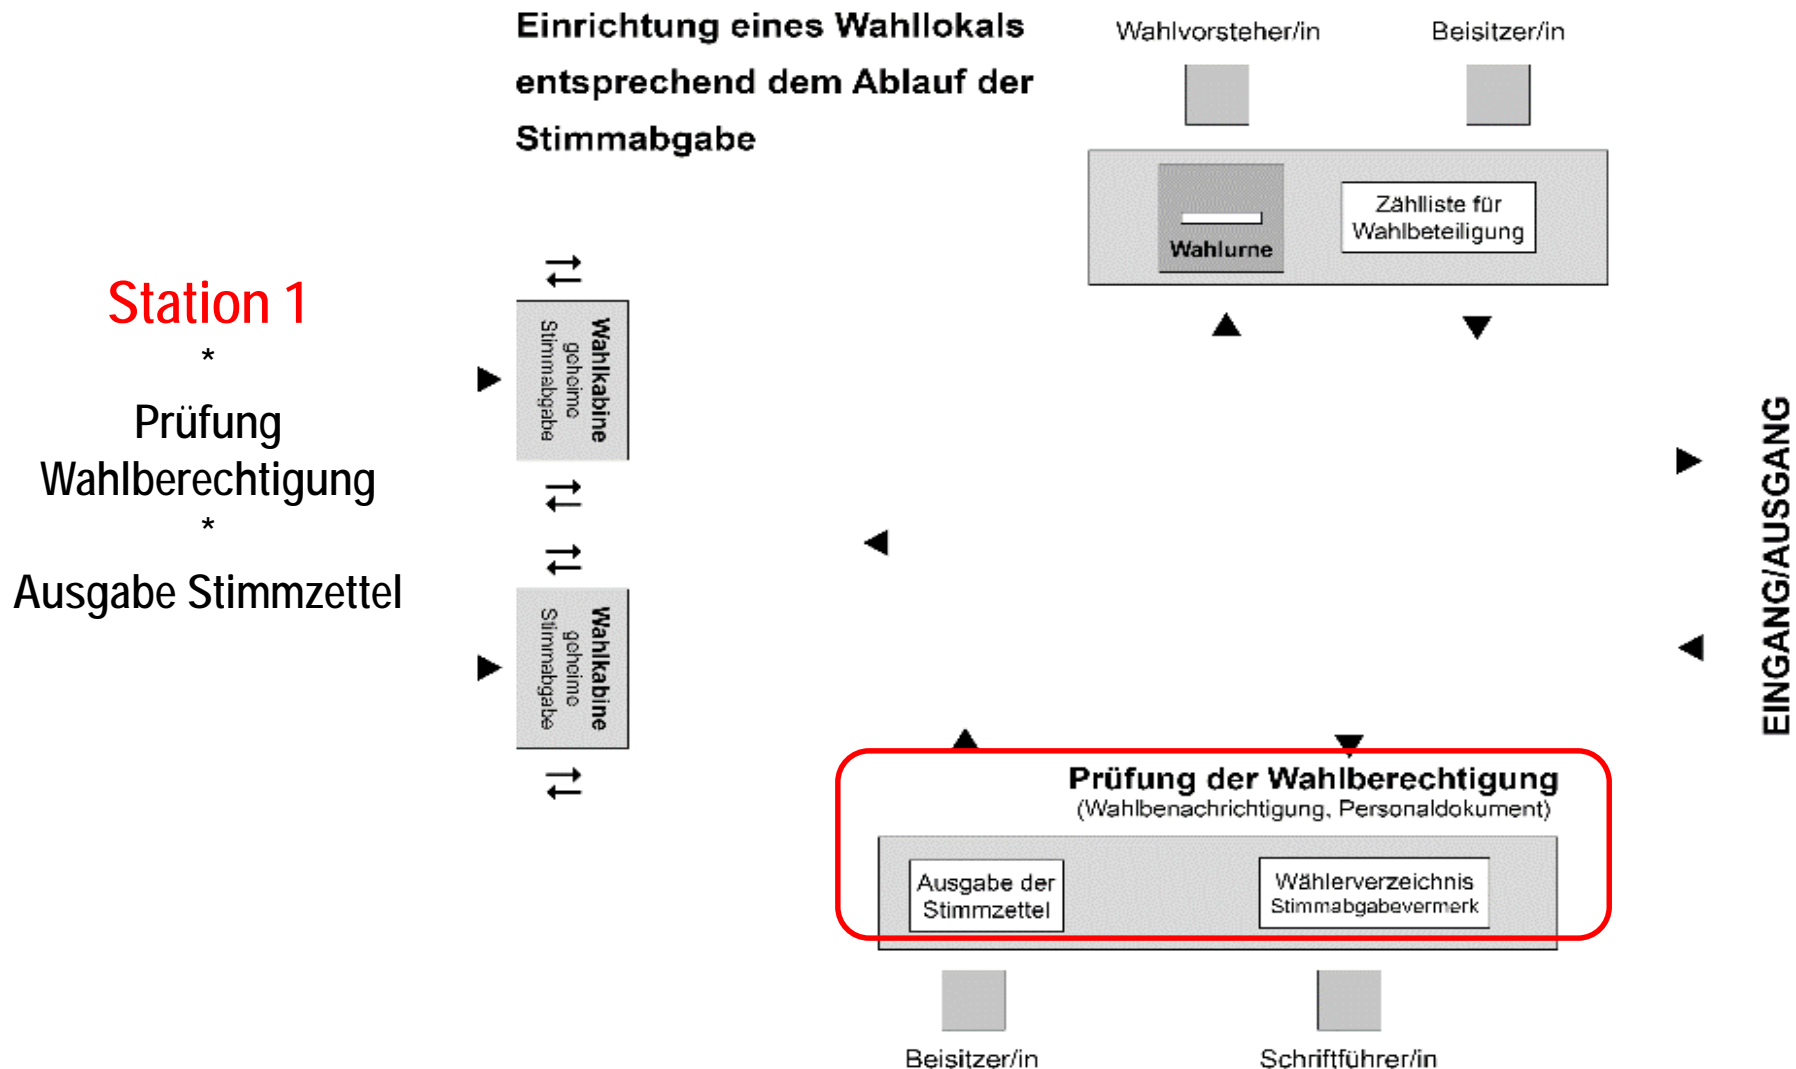 Einrichtung eines Wahllokals
entsprechend dem Ablauf der
Stimmabgabe
Wahlvorsteher/in
Beisitzer/in
Wahlurne
Zählliste für
Wahlbeteiligung
Station 1
*
Prüfung
Wahlberechtigung
*
Ausgabe Stimmzettel
Wahlkabine
geheime
Stimmabgabe
Wahlkabine
geheime
Stimmabgabe
EINGANG/AUSGANG
Prüfung der Wahlberechtigung
(Wahlbenachrichtigung, Personaldokument)
Ausgabe der
Stimmzettel
Wählerverzeichnis
Stimmabgabevermerk
Beisitzer/in
Schriftführer/in